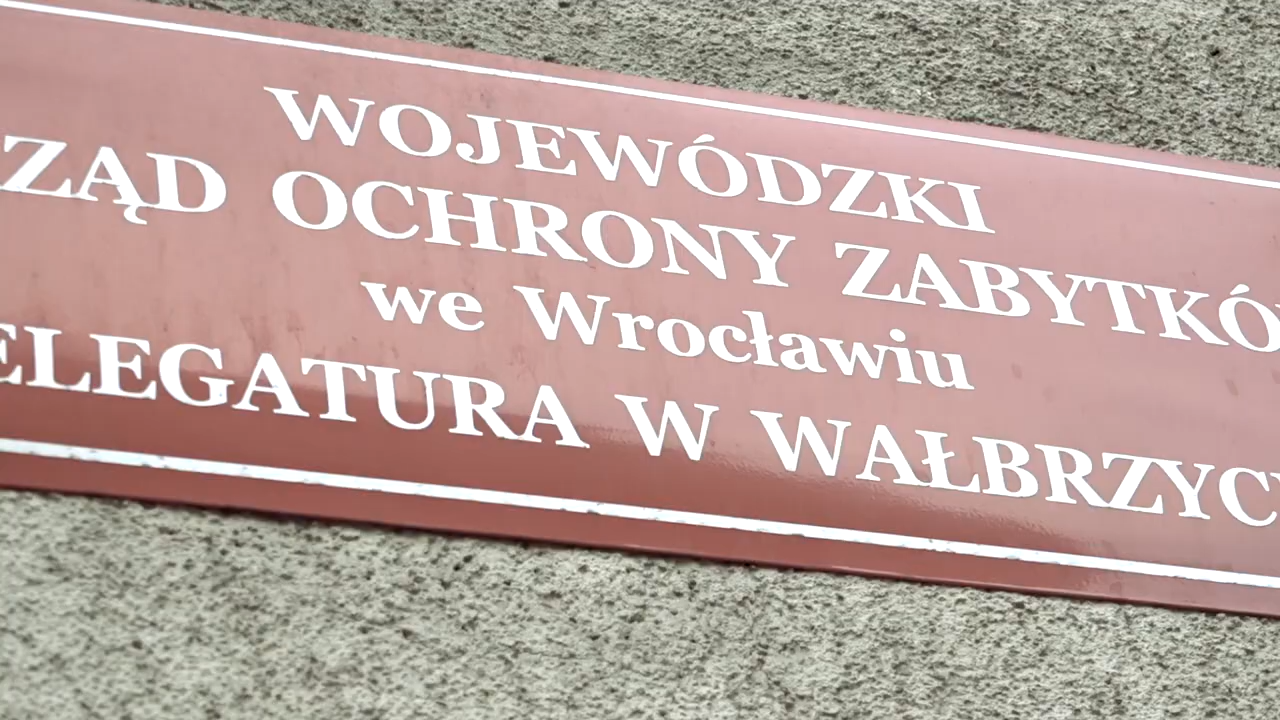 WOJEWÓDZKI
ZĄD OCHRONY ZABYTKÓ
we Wrocławiu
ELEGATURA W WAŁBRZYC